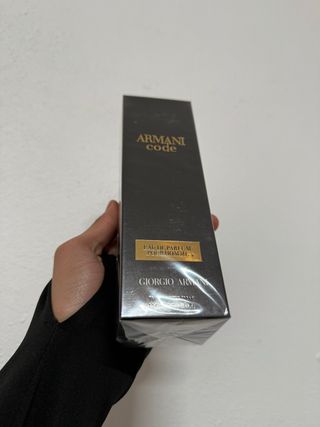 ARMANI
code
EAU DE PARFUM
POUR HOMME
GIORGIO ARMANI